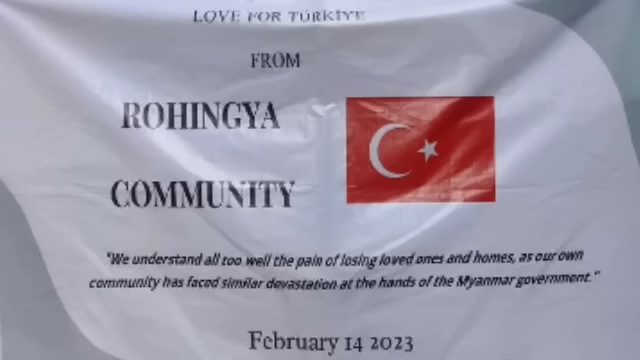 LOVE FOR TÜRKİYE
FROM
ROHINGYA
COMMUNITY
"We understand all too well the pain of losing loved ones and homes, as our own
community has faced similar devastation at the hands of the Myanmar government."
February 14 2023